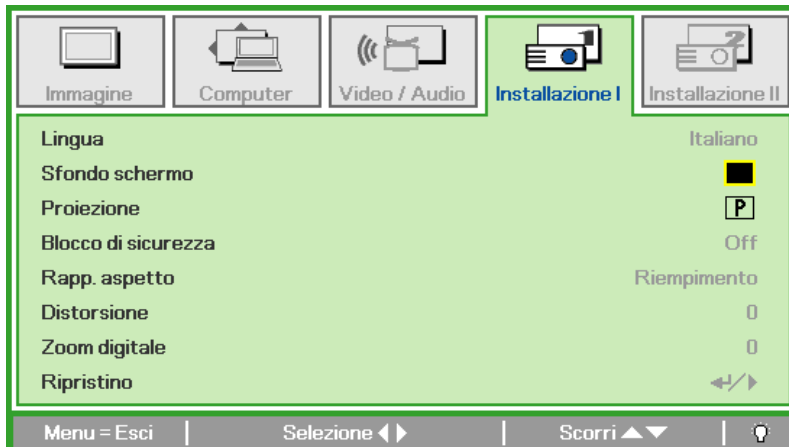 Immagine
Computer
Video / Audio
Installazione I
Installazione II
Lingua Italiano
Sfondo schermo
Proiezione P
Blocco di sicurezza Off
Rapp. aspetto Riempimento
Distorsione 0
Zoom digitale 0
Ripristino
Menu = Esci Selezione Scorri